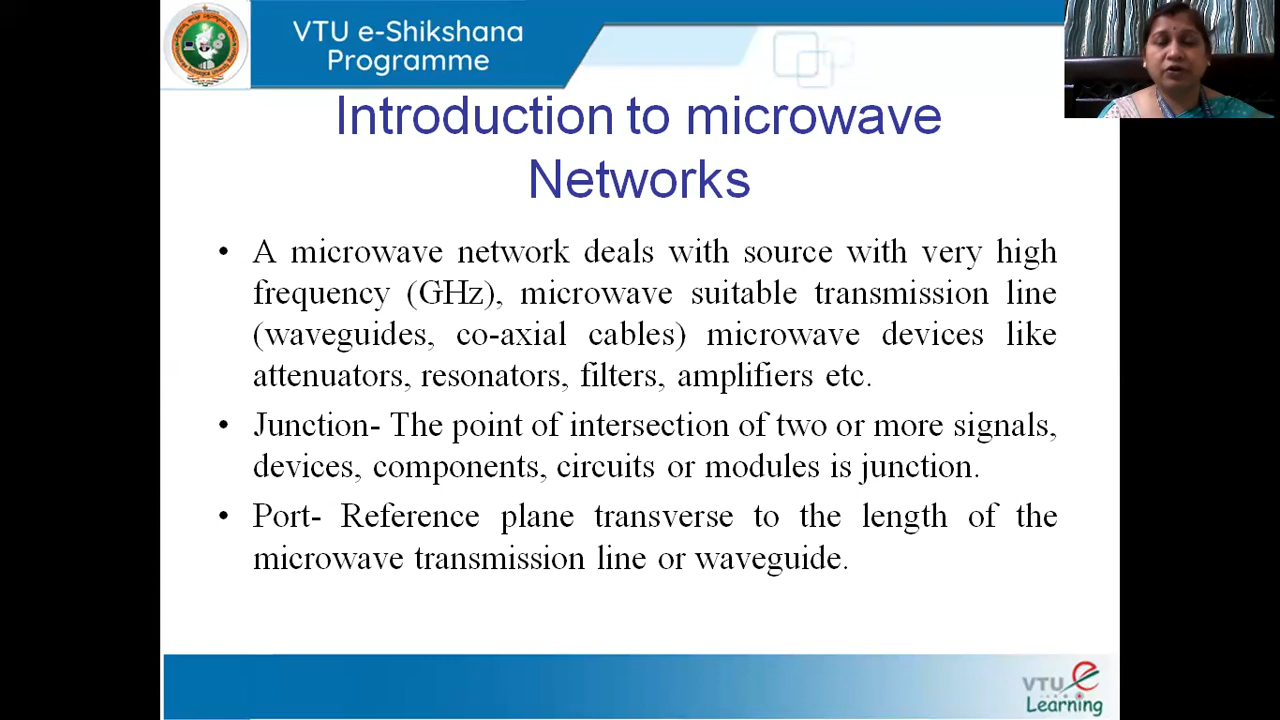 VTU e-Shikshana
Programme
Introduction to microwave
Networks
• A microwave network deals with source with very high
frequency (GHz), microwave suitable transmission line
(waveguides, co-axial cables) microwave devices like
attenuators, resonators, filters, amplifiers etc.
• Junction- The point of intersection of two or more signals,
devices, components, circuits or modules is junction.
• Port- Reference plane transverse to the length of the
microwave transmission line or waveguide.
VTU e
Learning